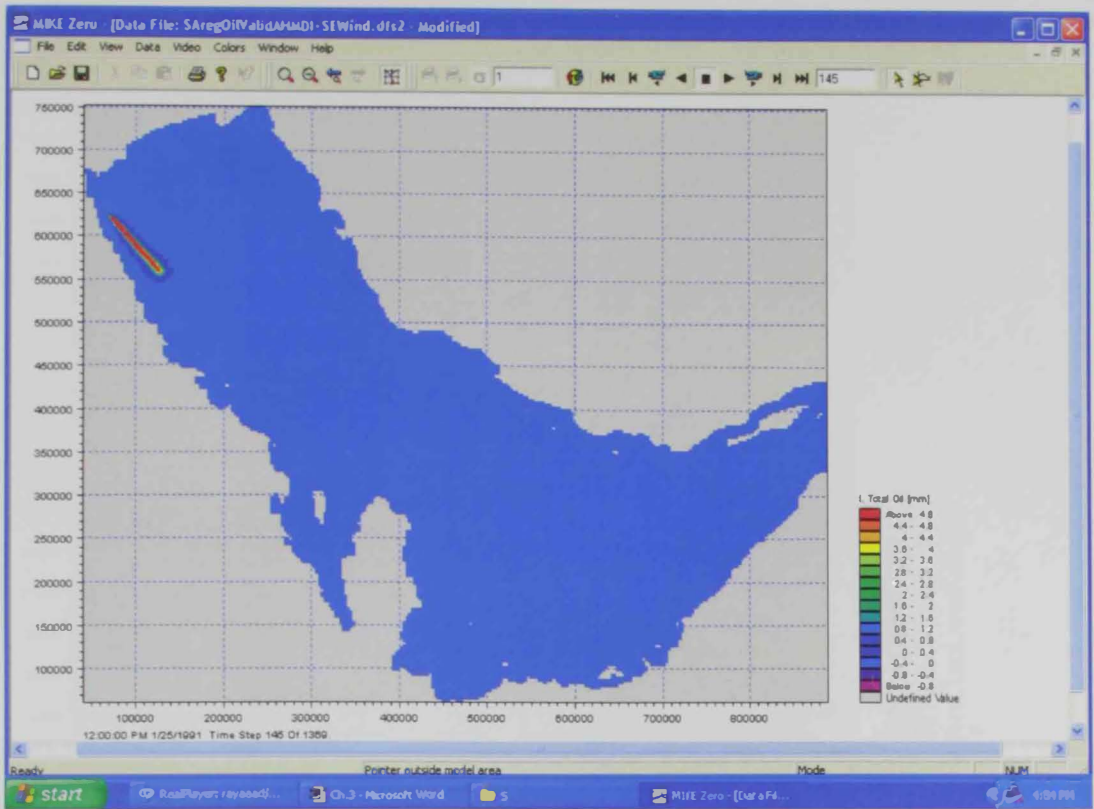 MIKE Zero - [Data File: SAregOilValidAHMDI-SEWind.dfs2 - Modified]
File Edit View Data Video Colors Window Help
1
145
750000
700000
650000
600000
550000
500000
450000
400000
350000
300000
250000
200000
150000
100000
100000 200000 300000 400000 500000 600000 700000 800000
1. Total Oil [mm]
Above 4.8
4.4 - 4.8
4 - 4.4
3.6 - 4
3.2 - 3.6
2.8 - 3.2
2.4 - 2.8
2 - 2.4
1.6 - 2
1.2 - 1.6
0.8 - 1.2
0.4 - 0.8
0 - 0.4
-0.4 - 0
-0.8 - -0.4
Below -0.8
Undefined Value
12:00:00 PM 1/25/1991 Time Step 145 Of 1369.
Ready Pointer outside model area Mode NUM
start RealPlayer: Ch.3 - Microsoft Word S MIKE Zero - [Data Fil... 4:04 PM